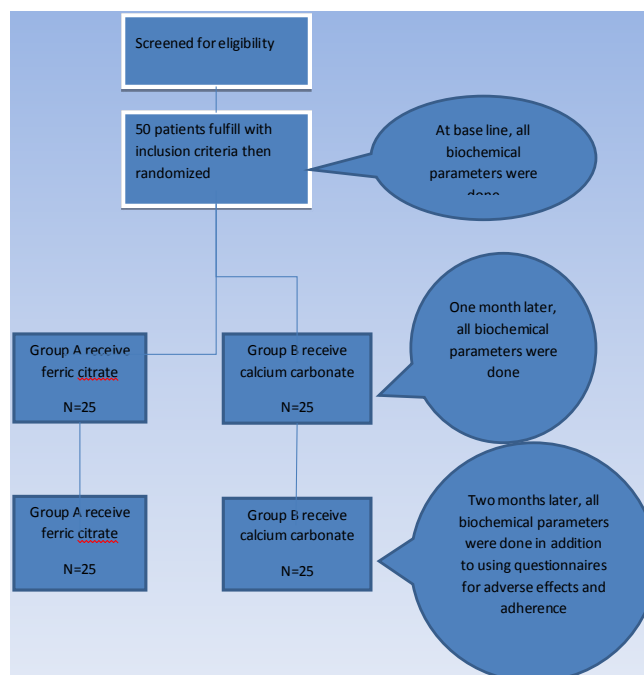 Screened for eligibility
50 patients fulfill with
inclusion criteria then
randomized
At base line, all
biochemical
parameters were
done
Group A receive
ferric citrate
N=25
Group B receive
calcium carbonate
N=25
One month later,
all biochemical
parameters were
done
Group A receive
ferric citrate
N=25
Group B receive
calcium carbonate
N=25
Two months later, all
biochemical parameters
were done in addition
to using questionnaires
for adverse effects and
adherence